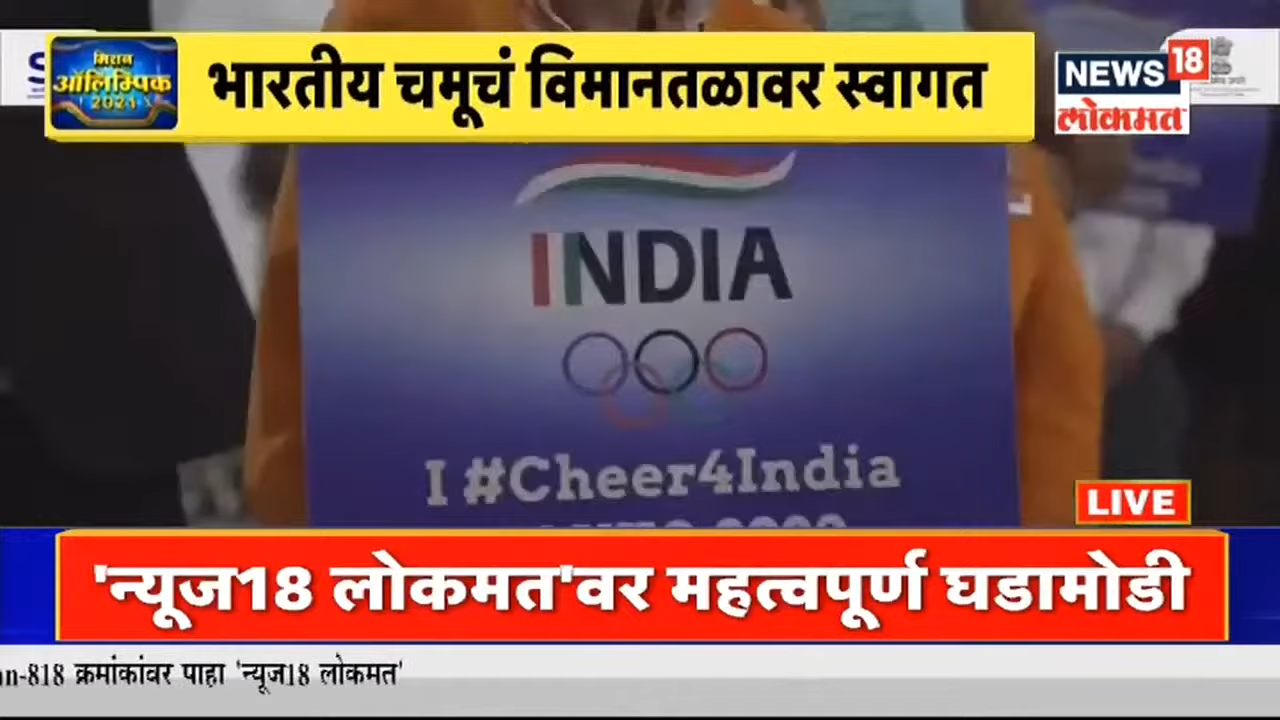 मिशन
ऑलिम्पिक
2021
भारतीय चमूचं विमानतळावर स्वागत
NEWS 18
लोकमत
INDIA
I #Cheer4India
LIVE
'न्यूज18 लोकमत'वर महत्वपूर्ण घडामोडी
क्रमांकांवर पाहा 'न्यूज18 लोकमत'